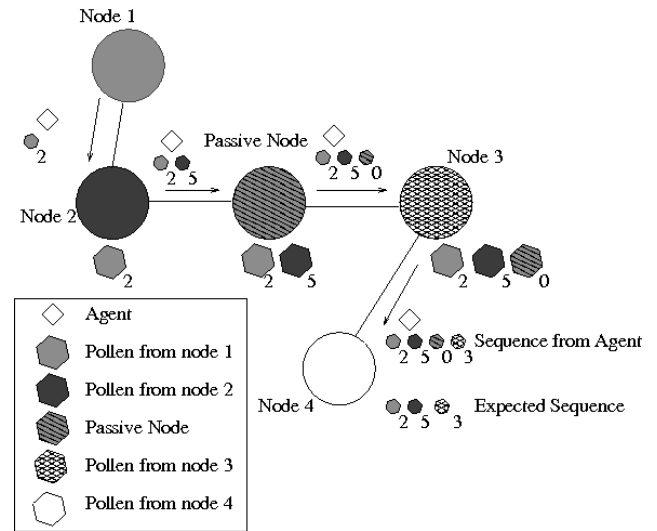 Node 1
2
Passive Node
2 5
2 5 0
Node 3
Node 2
2
2 5
2 5 0
Agent
Pollen from node 1
Pollen from node 2
Passive Node
Pollen from node 3
Pollen from node 4
Node 4
2 5 0 3
Sequence from Agent
2 5 3
Expected Sequence